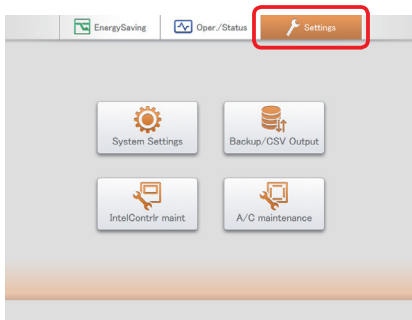 EnergySaving
Oper./Status
Settings
System Settings
Backup/CSV Output
IntelContrlr maint
A/C maintenance